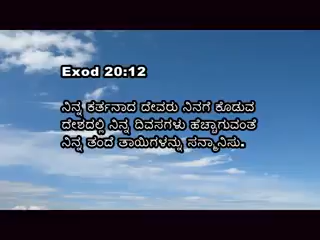 Exod 20:12
ನಿನ್ನ ಕರ್ತನಾದ ದೇವರು ನಿನಗೆ ಕೊಡುವ
ದೇಶದಲ್ಲಿ ನಿನ್ನ ದಿವಸಗಳು ಹೆಚ್ಚಾಗುವಂತೆ
ನಿನ್ನ ತಂದೆ ತಾಯಿಗಳನ್ನು ಸನ್ಮಾನಿಸು.